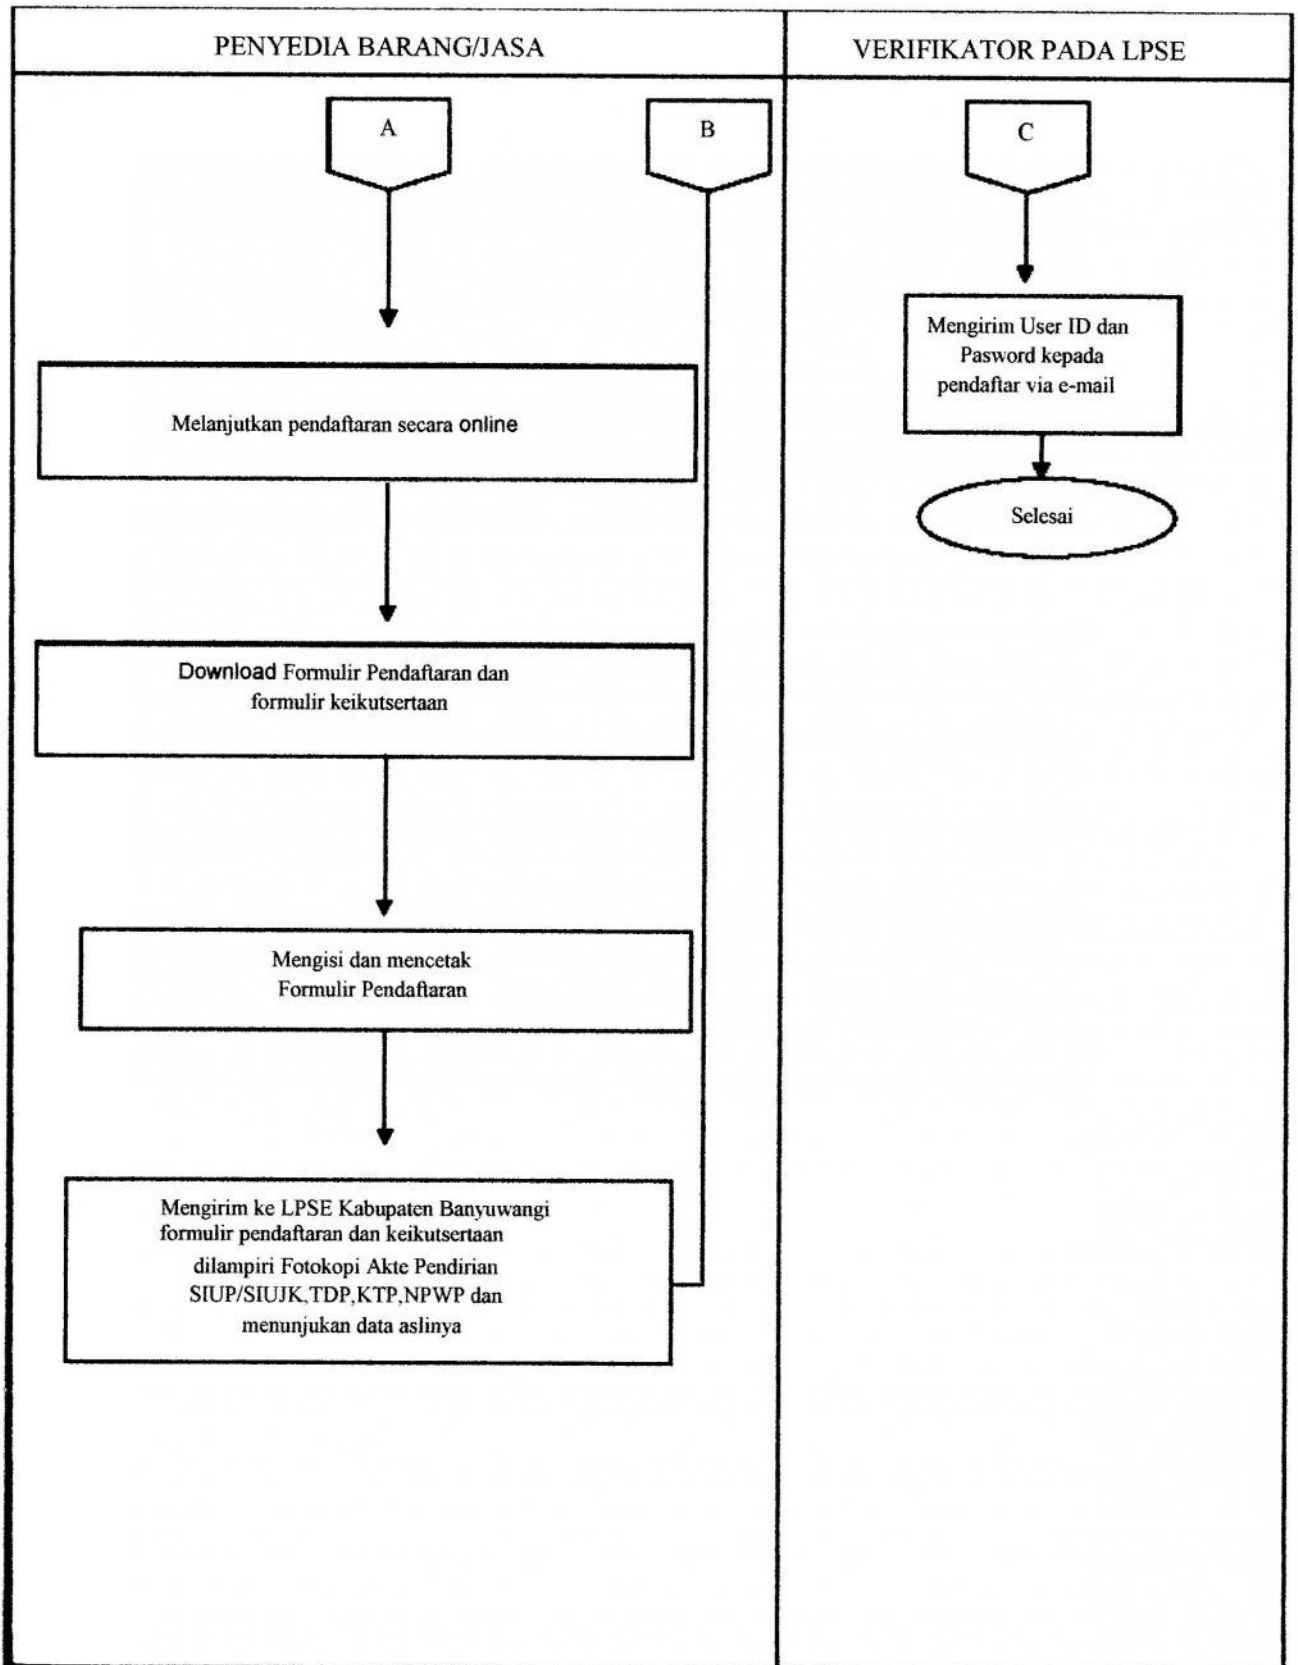 PENYEDIA BARANG/JASA
VERIFIKATOR PADA LPSE
A
B
C
Melanjutkan pendaftaran secara online
Download Formulir Pendaftaran dan
formulir keikutsertaan
Mengisi dan mencetak
Formulir Pendaftaran
Mengirim ke LPSE Kabupaten Banyuwangi
formulir pendaftaran dan keikutsertaan
dilampiri Fotokopi Akte Pendirian
SIUP/SIUJK,TDP,KTP,NPWP dan
menunjukan data aslinya
Mengirim User ID dan
Pasword kepada
pendaftar via e-mail
Selesai